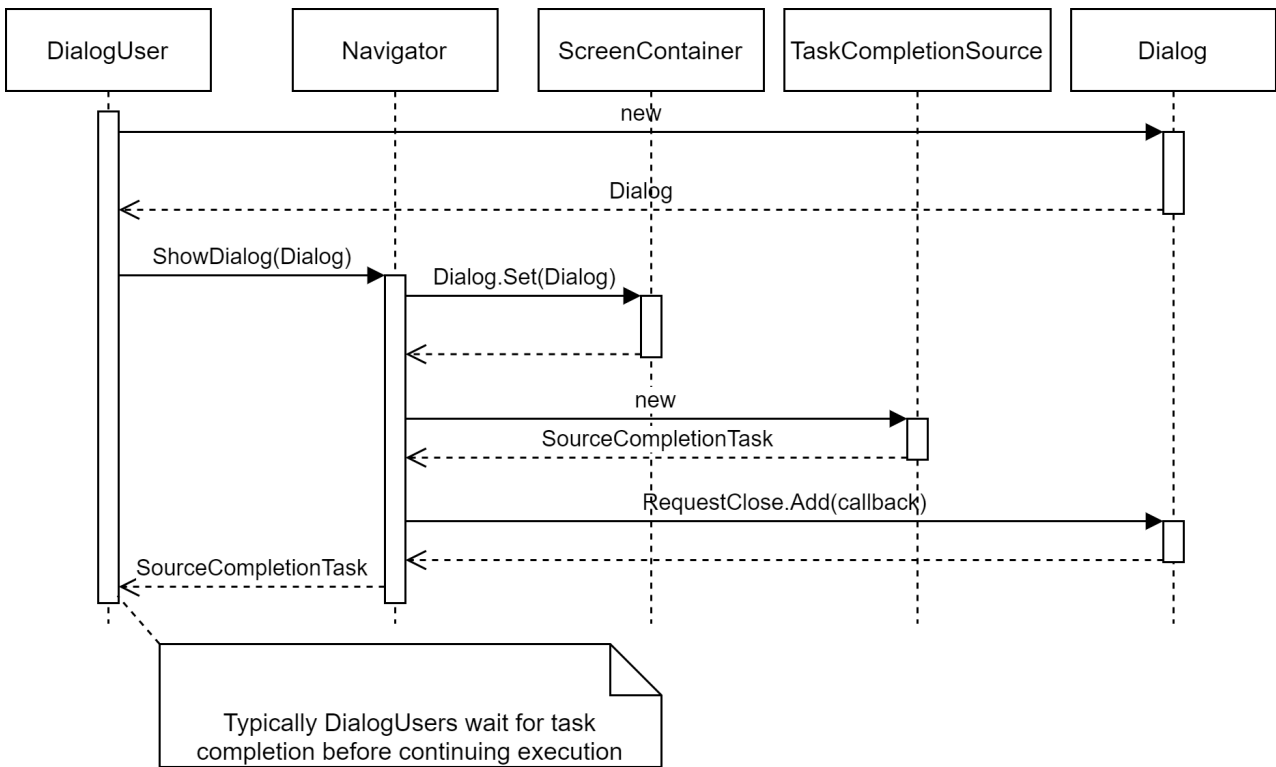 DialogUser
Navigator
ScreenContainer
TaskCompletionSource
Dialog
new
Dialog
ShowDialog(Dialog)
Dialog.Set(Dialog)
new
SourceCompletionTask
RequestClose.Add(callback)
SourceCompletionTask
Typically DialogUsers wait for task
completion before continuing execution